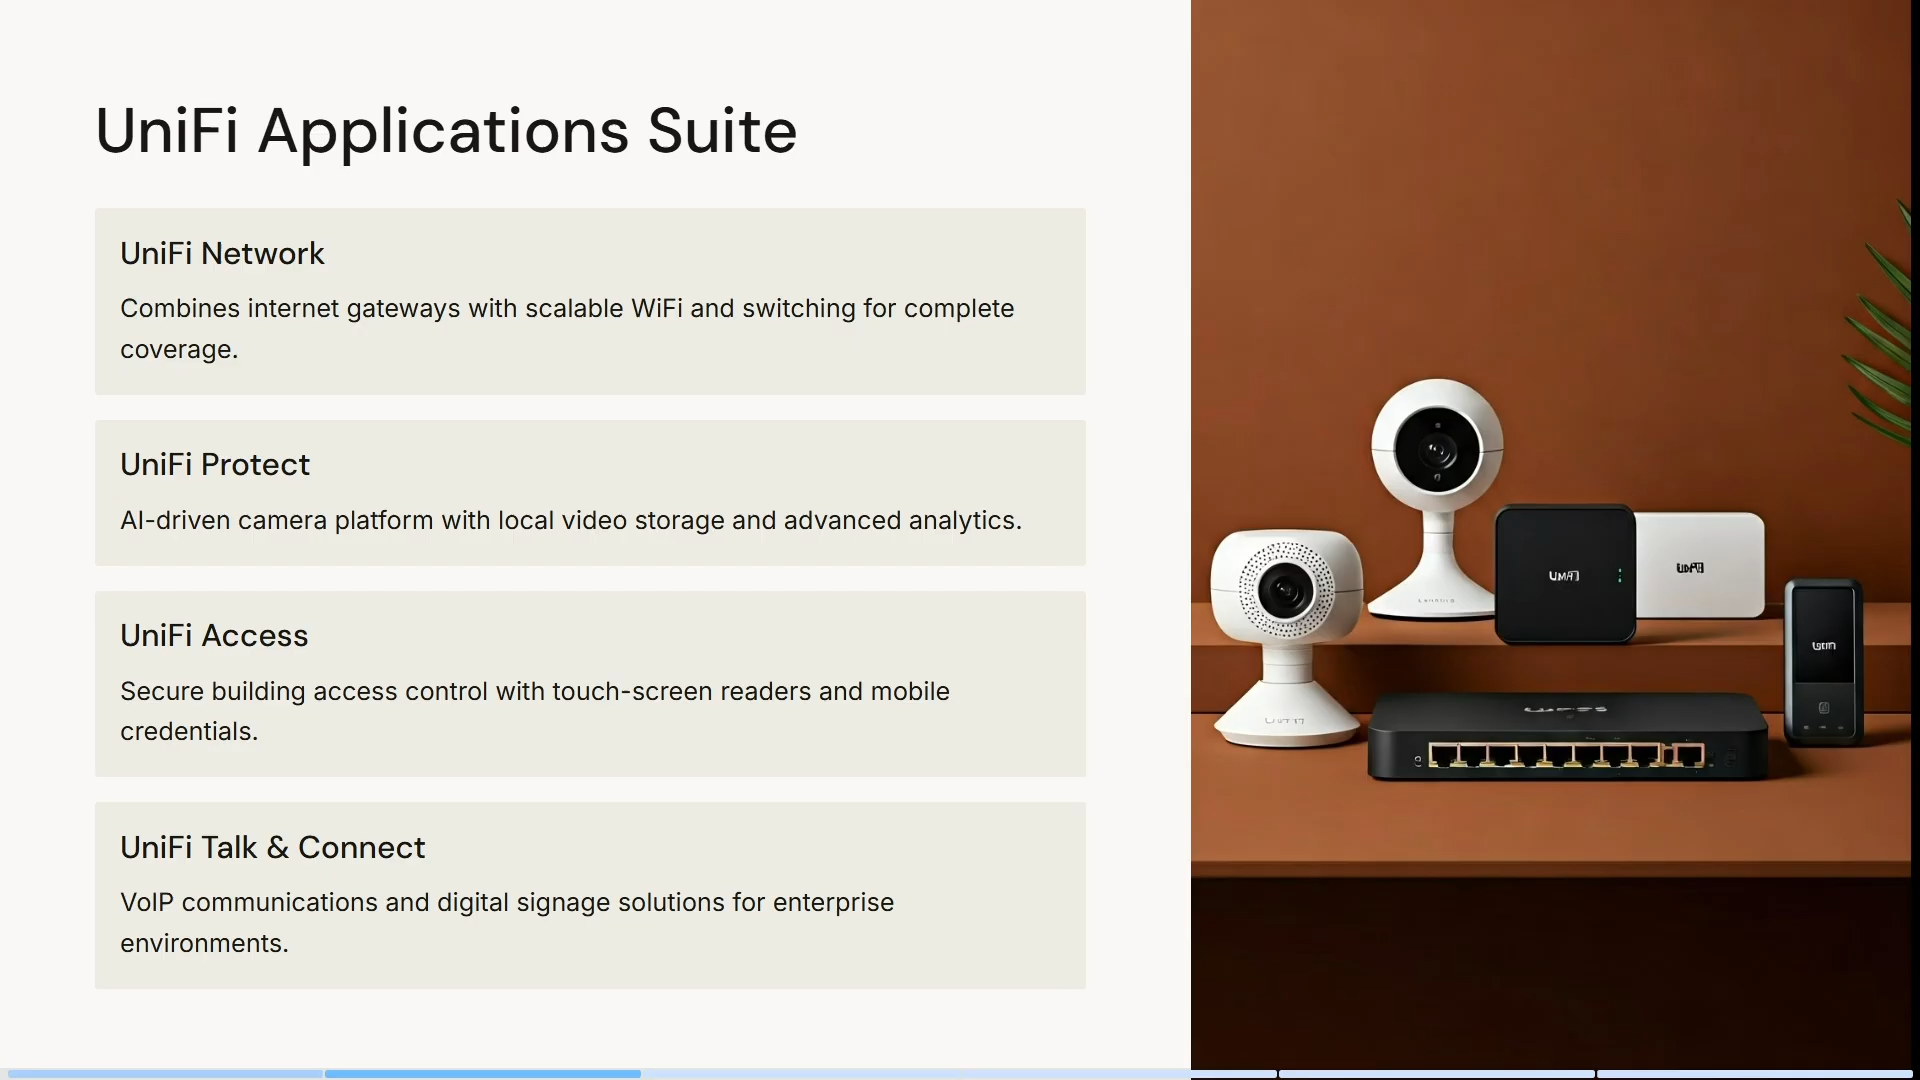 UniFi Applications Suite
UniFi Network
Combines internet gateways with scalable WiFi and switching for complete
coverage.
UniFi Protect
AI-driven camera platform with local video storage and advanced analytics.
UniFi Access
Secure building access control with touch-screen readers and mobile
credentials.
UniFi Talk & Connect
VoIP communications and digital signage solutions for enterprise
environments.